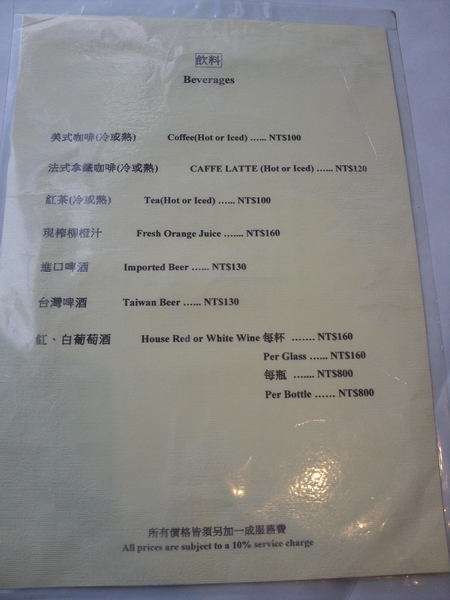 飲料
Beverages
美式咖啡(冷或熱) Coffee(Hot or Iced) …... NT$100
法式拿鐵咖啡(冷或熱) CAFFE LATTE (Hot or Iced) …... NT$120
紅茶(冷或熱) Tea(Hot or Iced) …... NT$100
現榨柳橙汁 Fresh Orange Juice ….... NT$160
進口啤酒 Imported Beer …... NT$130
台灣啤酒 Taiwan Beer …... NT$130
紅、白葡萄酒 House Red or White Wine 每杯 ……. NT$160
Per Glass …... NT$160
每瓶 ….... NT$800
Per Bottle …… NT$800
所有價格皆須另加一成服務費
All prices are subject to a 10% service charge